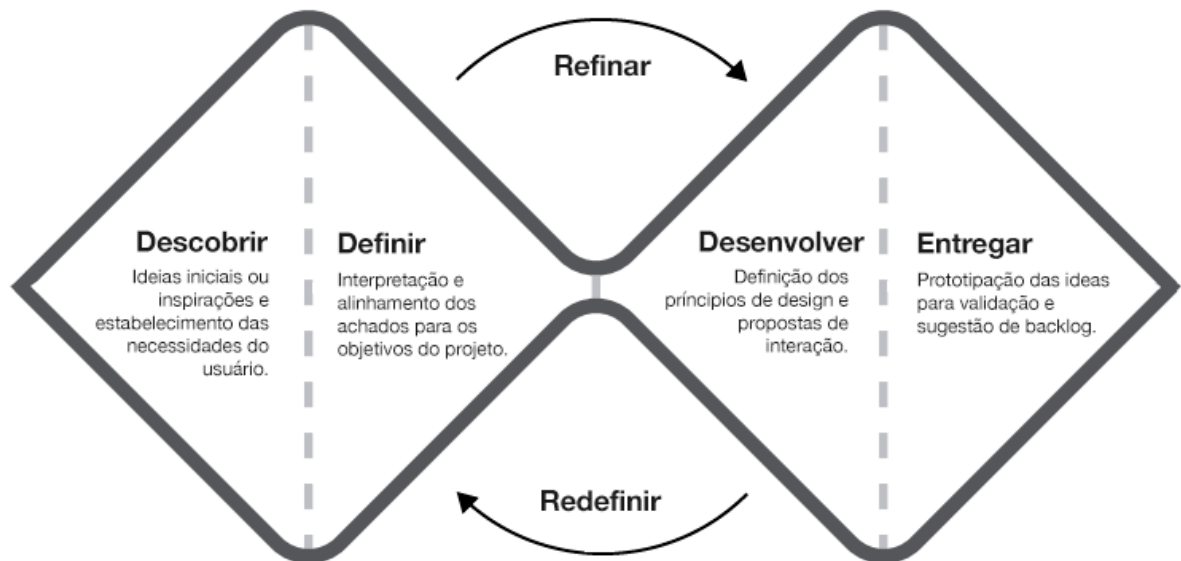 Refinar
Descobrir
Ideias iniciais ou
inspirações e
estabelecimento das
necessidades do
usuário.
Definir
Interpretação e
alinhamento dos
achados para os
objetivos do projeto.
Desenvolver
Definição dos
príncipios de design e
propostas de
interação.
Entregar
Prototipação das ideas
para validação e
sugestão de backlog.
Redefinir